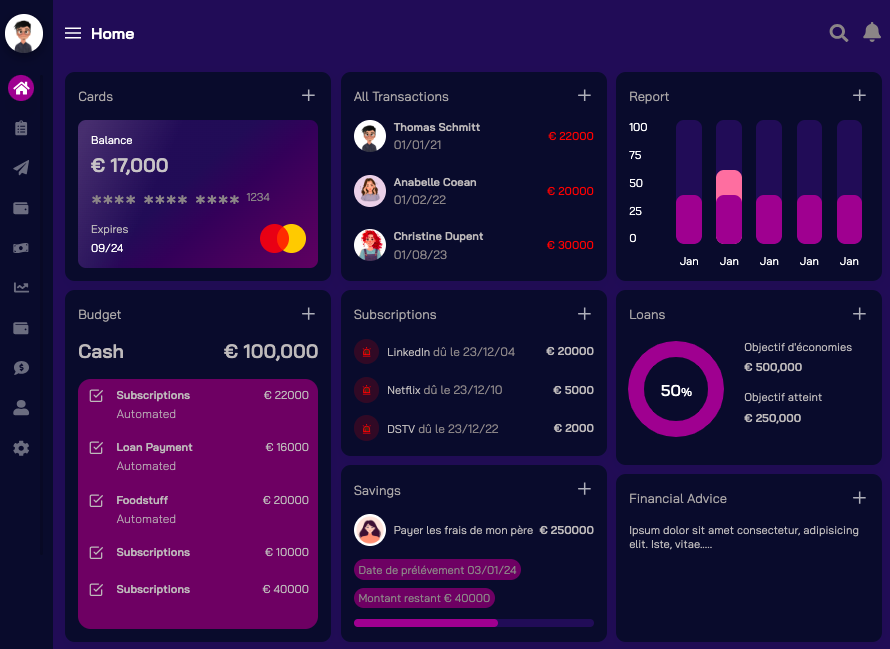 Home
Cards
Balance
€ 17,000
**** **** **** 1234
Expires
09/24
All Transactions
Thomas Schmitt
€ 22000
01/01/21
Anabelle Coean
€ 20000
01/02/22
Christine Dupent
€ 30000
01/08/23
Report
100
75
50
25
0
Jan Jan Jan Jan Jan
Budget
Cash € 100,000
Subscriptions € 22000
Automated
Loan Payment € 16000
Automated
Foodstuff € 20000
Automated
Subscriptions € 10000
Subscriptions € 40000
Subscriptions
LinkedIn dû le 23/12/04 € 20000
Netflix dû le 23/12/10 € 5000
DSTV dû le 23/12/22 € 2000
Loans
50%
Objectif d'économies
€ 500,000
Objectif atteint
€ 250,000
Savings
Payer les frais de mon père € 250000
Date de prélévement 03/01/24
Montant restant € 40000
Financial Advice
Ipsum dolor sit amet consectetur, adipisicing
elit. Iste, vitae.....